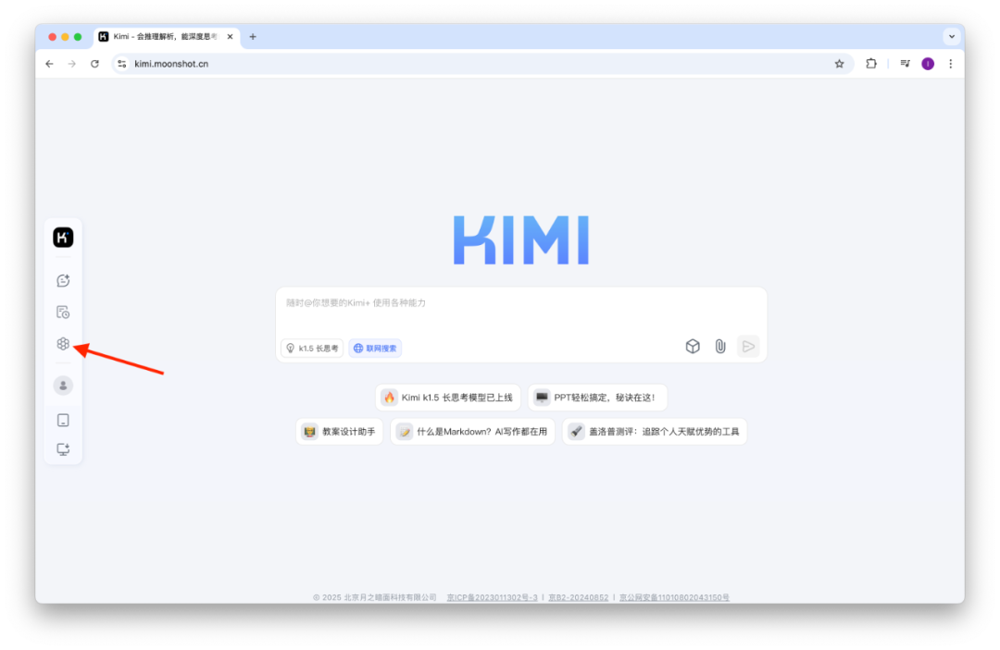 Kimi - 会推理解析，能深度思考
kimi.moonshot.cn
KIMI
随时@你想要的Kimi+ 使用各种能力
k1.5 长思考
联网搜索
Kimi k1.5 长思考模型已上线
PPT轻松搞定，秘诀在这！
教案设计助手
什么是Markdown？AI写作都在用
盖洛普测评：追踪个人天赋优势的工具
© 2025 北京月之暗面科技有限公司 京ICP备2023011302号-3 | 京B2-20240852 | 京公网安备11010802043150号